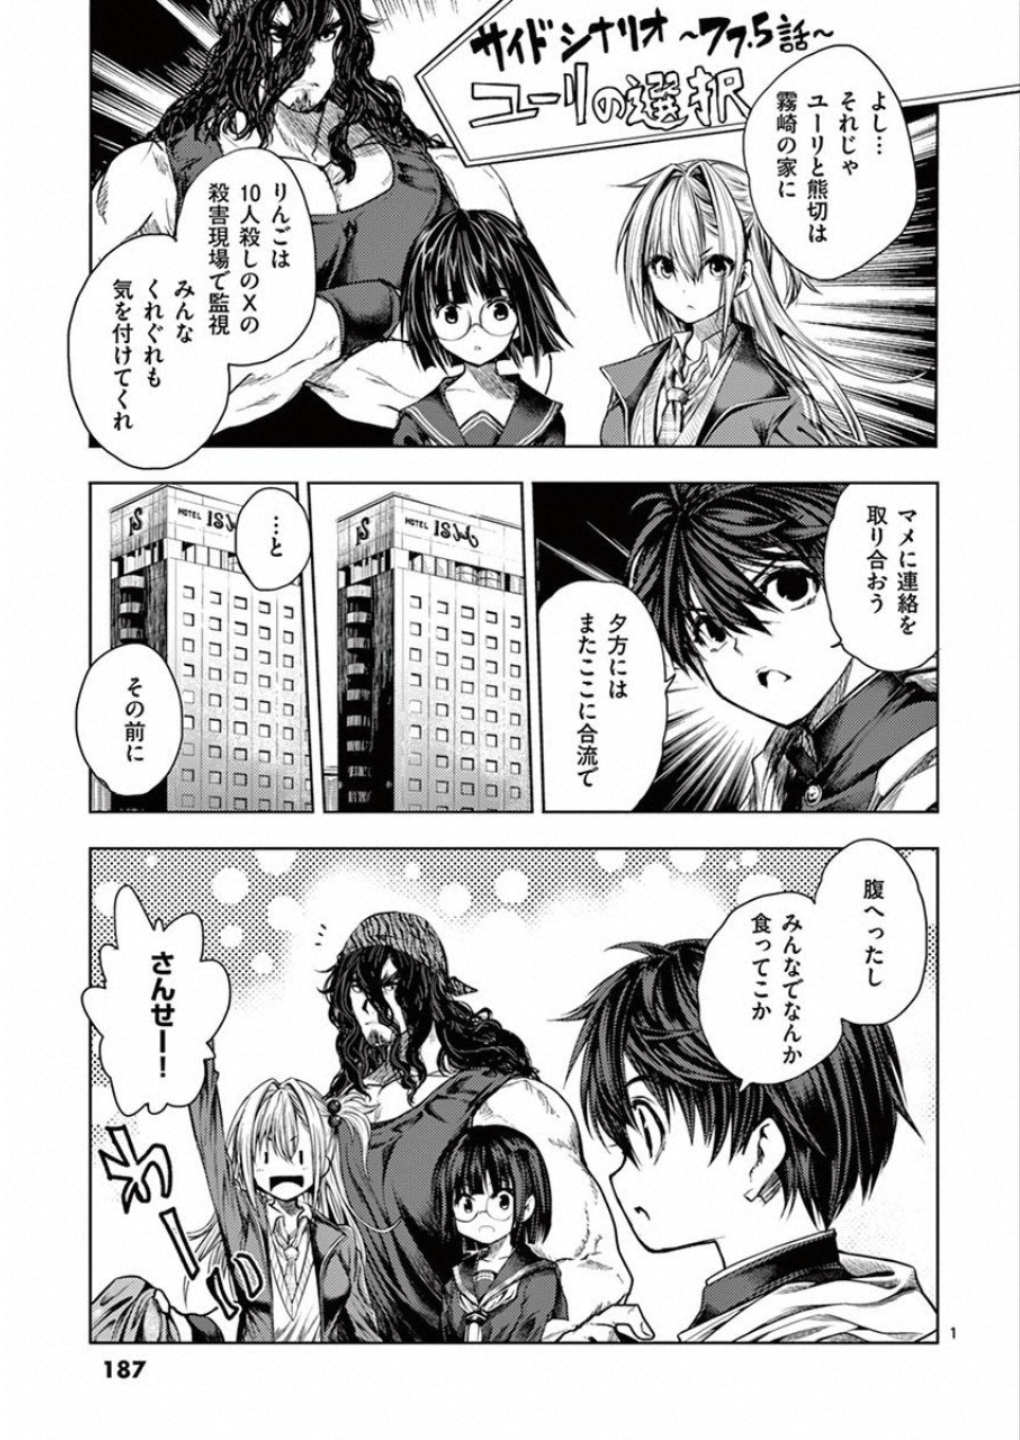 サイドシナリオ ～77.5話～
ユーリの選択
よし…
それじゃ
ユーリと熊切は
霧崎の家に
りんごは
10人殺しのXの
殺害現場で監視
みんな
くれぐれも
気を付けてくれ
マメに連絡を
取り合おう
夕方には
またここに合流で
HOTEL
…と
HOTEL
その前に
腹へったし
みんなでなんか
食ってこか
さんせー！
わーーい
1
187